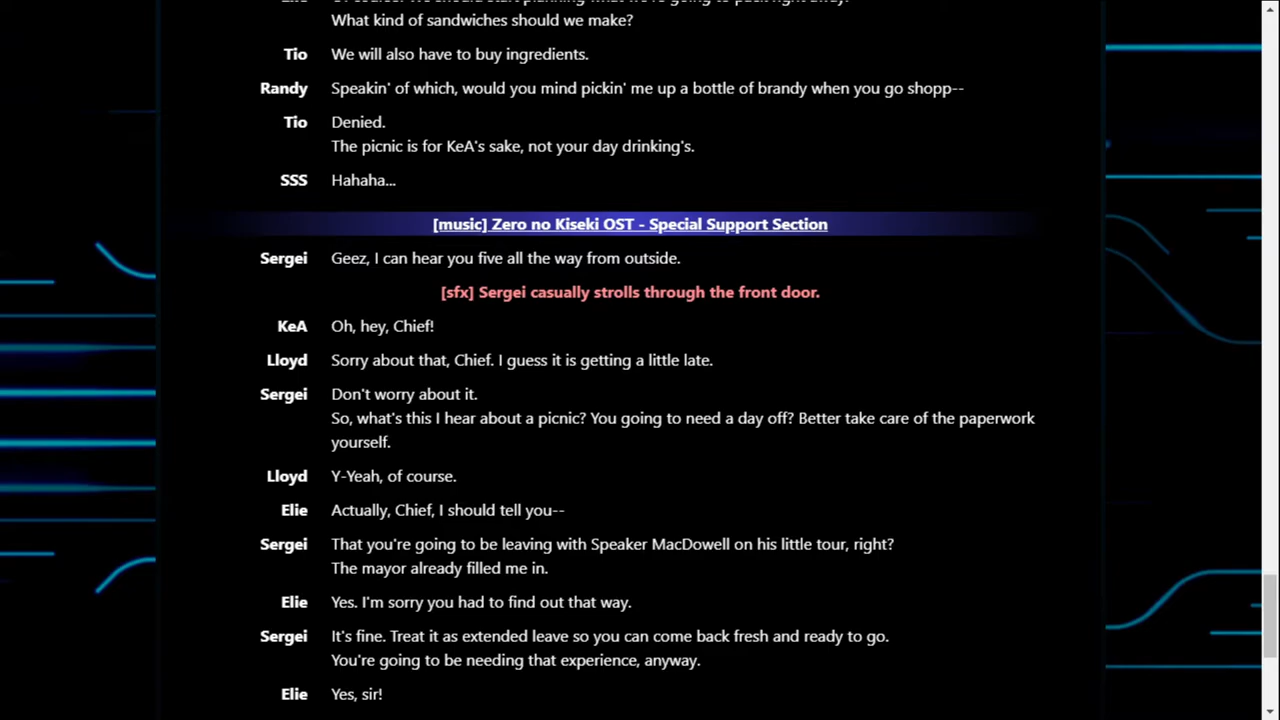 What kind of sandwiches should we make?
Tio We will also have to buy ingredients.
Randy Speakin' of which, would you mind pickin' me up a bottle of brandy when you go shopp--
Tio Denied.
The picnic is for KeA's sake, not your day drinking's.
SSS Hahaha...
[music] Zero no Kiseki OST - Special Support Section
Sergei Geez, I can hear you five all the way from outside.
[sfx] Sergei casually strolls through the front door.
KeA Oh, hey, Chief!
Lloyd Sorry about that, Chief. I guess it is getting a little late.
Sergei Don't worry about it.
So, what's this I hear about a picnic? You going to need a day off? Better take care of the paperwork
yourself.
Lloyd Y-Yeah, of course.
Elie Actually, Chief, I should tell you--
Sergei That you're going to be leaving with Speaker MacDowell on his little tour, right?
The mayor already filled me in.
Elie Yes. I'm sorry you had to find out that way.
Sergei It's fine. Treat it as extended leave so you can come back fresh and ready to go.
You're going to be needing that experience, anyway.
Elie Yes, sir!